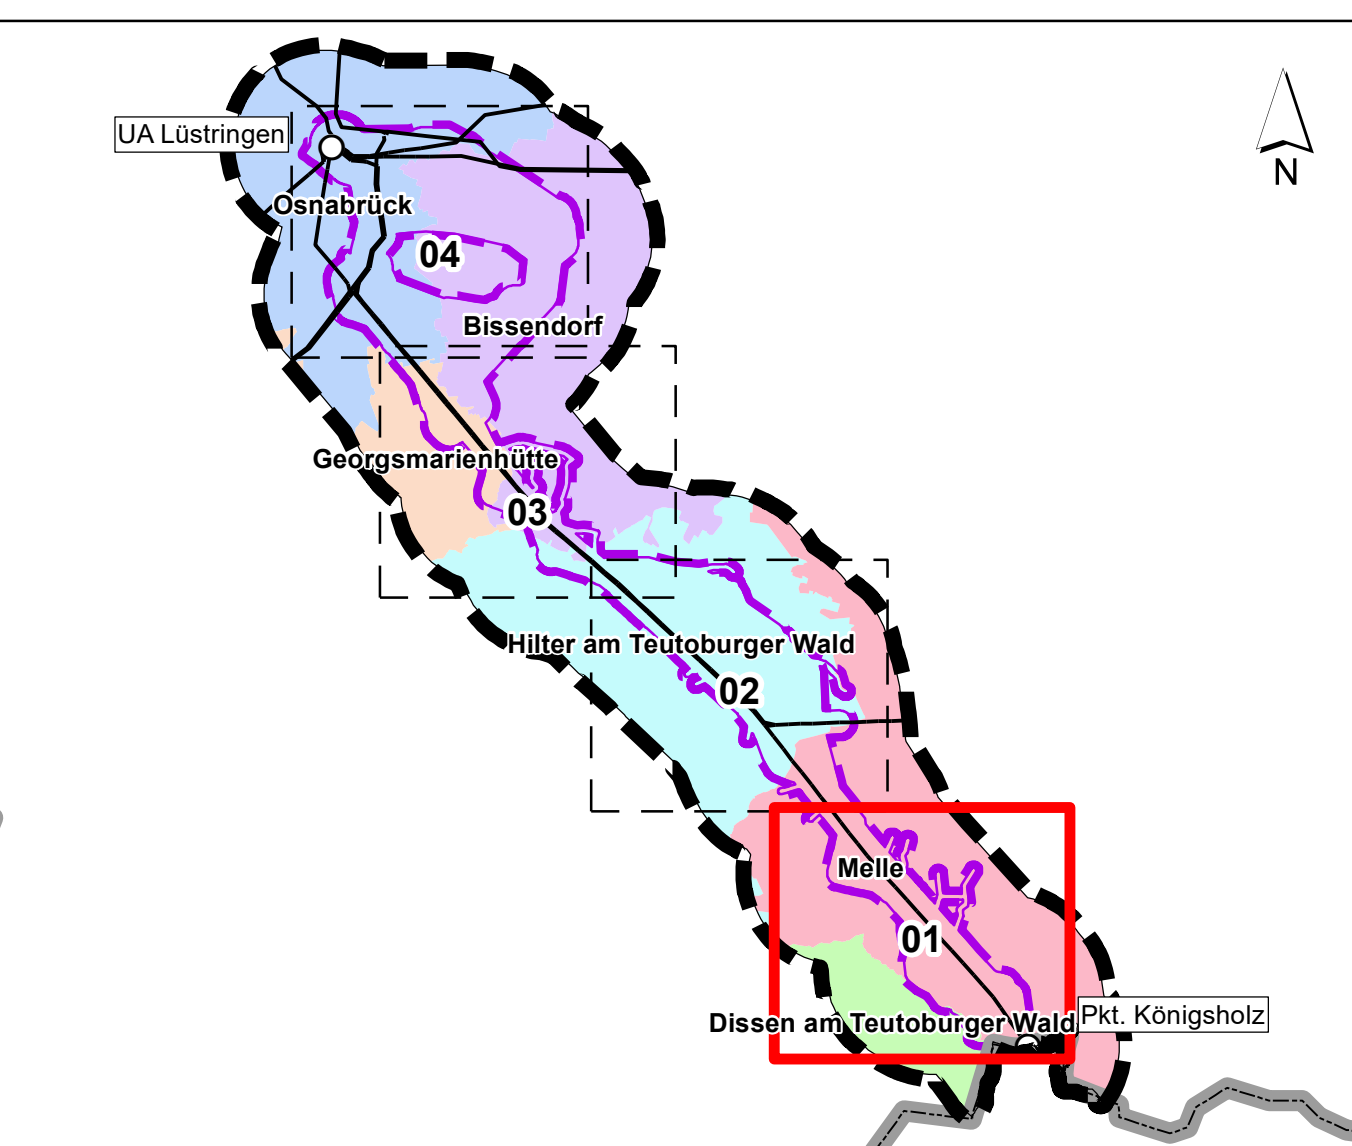 UA Lüstringen
N
Osnabrück
04
Bissendorf
Georgsmarienhütte
03
Hilter am Teutoburger Wald
02
Melle
01
Dissen am Teutoburger Wald
Pkt. Königsholz